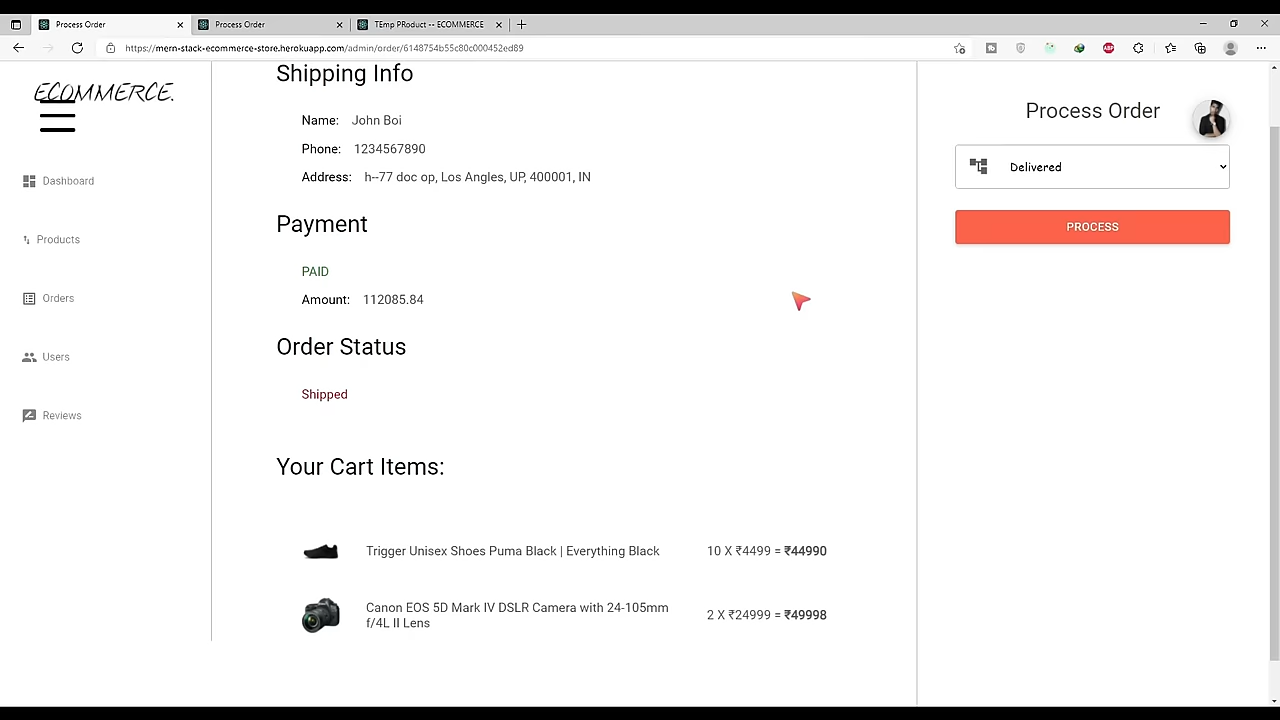 Process Order
Process Order
TEmp PRoduct -- ECOMMERCE
https://mern-stack-ecommerce-store.herokuapp.com/admin/order/6148754b55c80c000452ed89
ABP
ECOMMERCE.
Dashboard
Products
Orders
Users
Reviews
Shipping Info
Name: John Boi
Phone: 1234567890
Address: h--77 doc op, Los Angles, UP, 400001, IN
Payment
PAID
Amount: 112085.84
Order Status
Shipped
Your Cart Items:
Trigger Unisex Shoes Puma Black | Everything Black 10 X ₹4499 = ₹44990
Canon EOS 5D Mark IV DSLR Camera with 24-105mm
f/4L II Lens
2 X ₹24999 = ₹49998
Process Order
Delivered
PROCESS